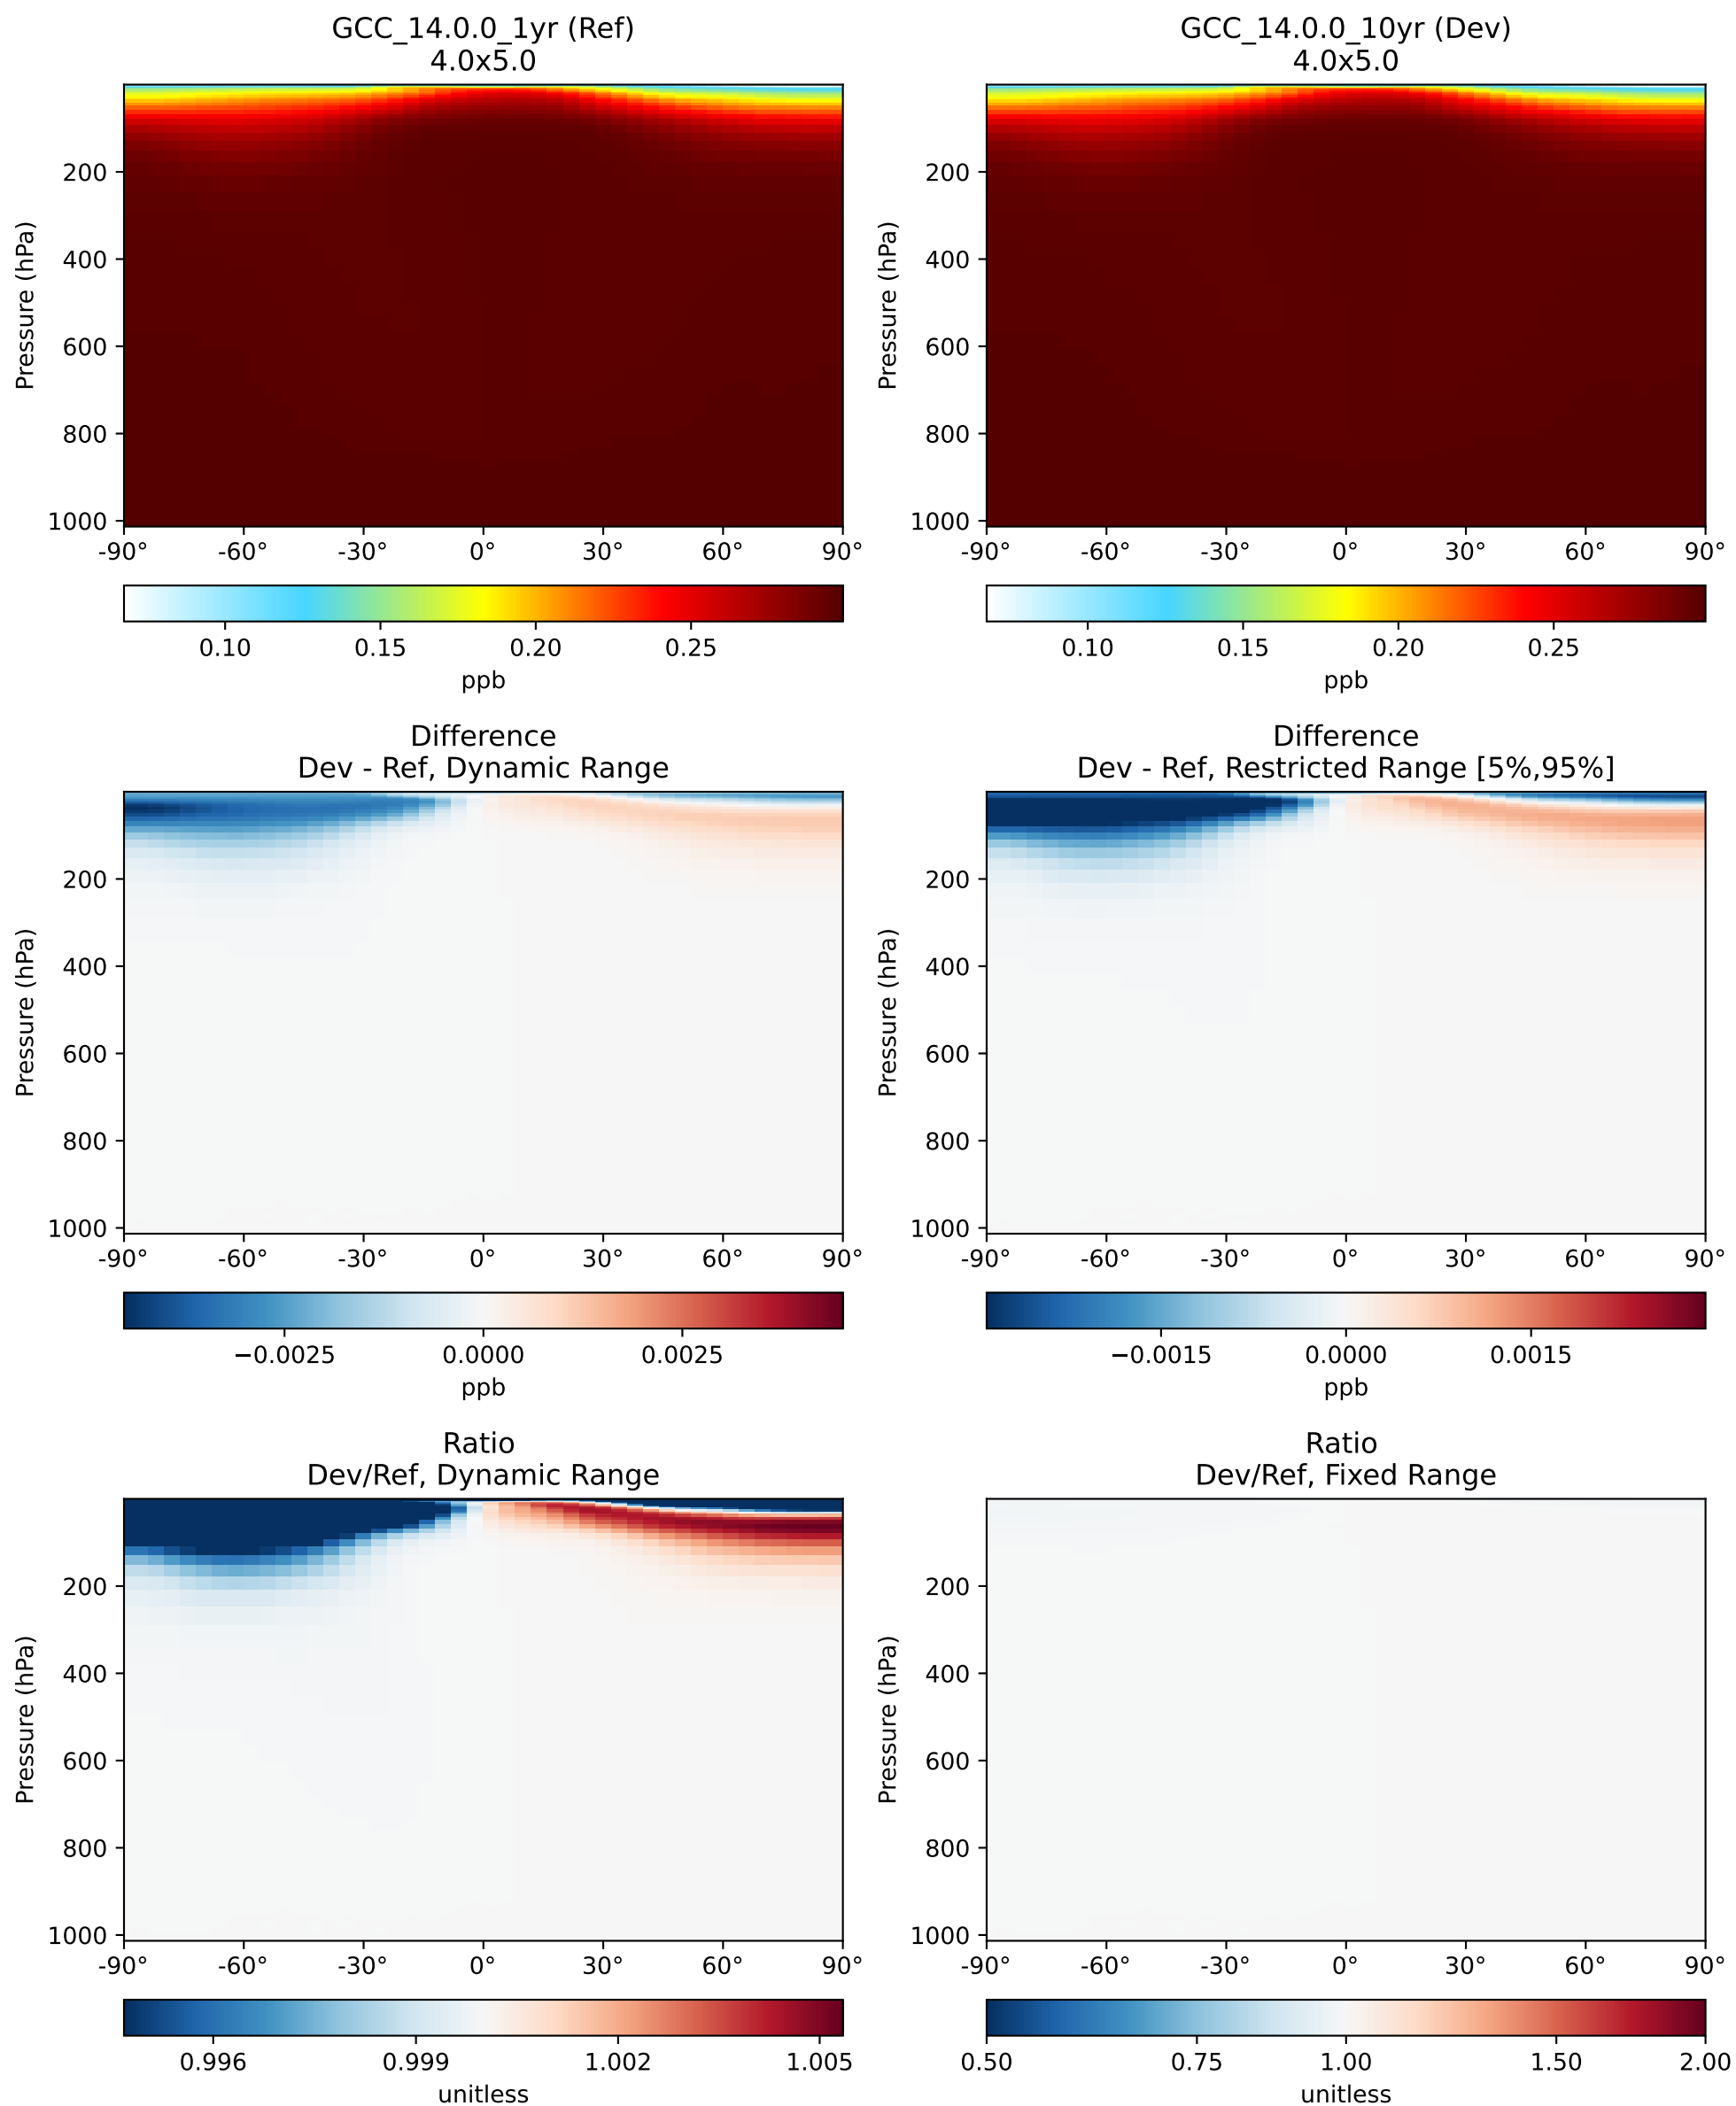 GCC_14.0.0_1yr (Ref)
4.0x5.0
Pressure (hPa)
200
400
600
800
1000
-90° -60° -30° 0° 30° 60° 90°
0.10 0.15 0.20 0.25
ppb
GCC_14.0.0_10yr (Dev)
4.0x5.0
Pressure (hPa)
200
400
600
800
1000
-90° -60° -30° 0° 30° 60° 90°
0.10 0.15 0.20 0.25
ppb
Difference
Dev - Ref, Dynamic Range
Pressure (hPa)
200
400
600
800
1000
-90° -60° -30° 0° 30° 60° 90°
−0.0025 0.0000 0.0025
ppb
Difference
Dev - Ref, Restricted Range [5%,95%]
Pressure (hPa)
200
400
600
800
1000
-90° -60° -30° 0° 30° 60° 90°
−0.0015 0.0000 0.0015
ppb
Ratio
Dev/Ref, Dynamic Range
Pressure (hPa)
200
400
600
800
1000
-90° -60° -30° 0° 30° 60° 90°
0.996 0.999 1.002 1.005
unitless
Ratio
Dev/Ref, Fixed Range
Pressure (hPa)
200
400
600
800
1000
-90° -60° -30° 0° 30° 60° 90°
0.50 0.75 1.00 1.50 2.00
unitless